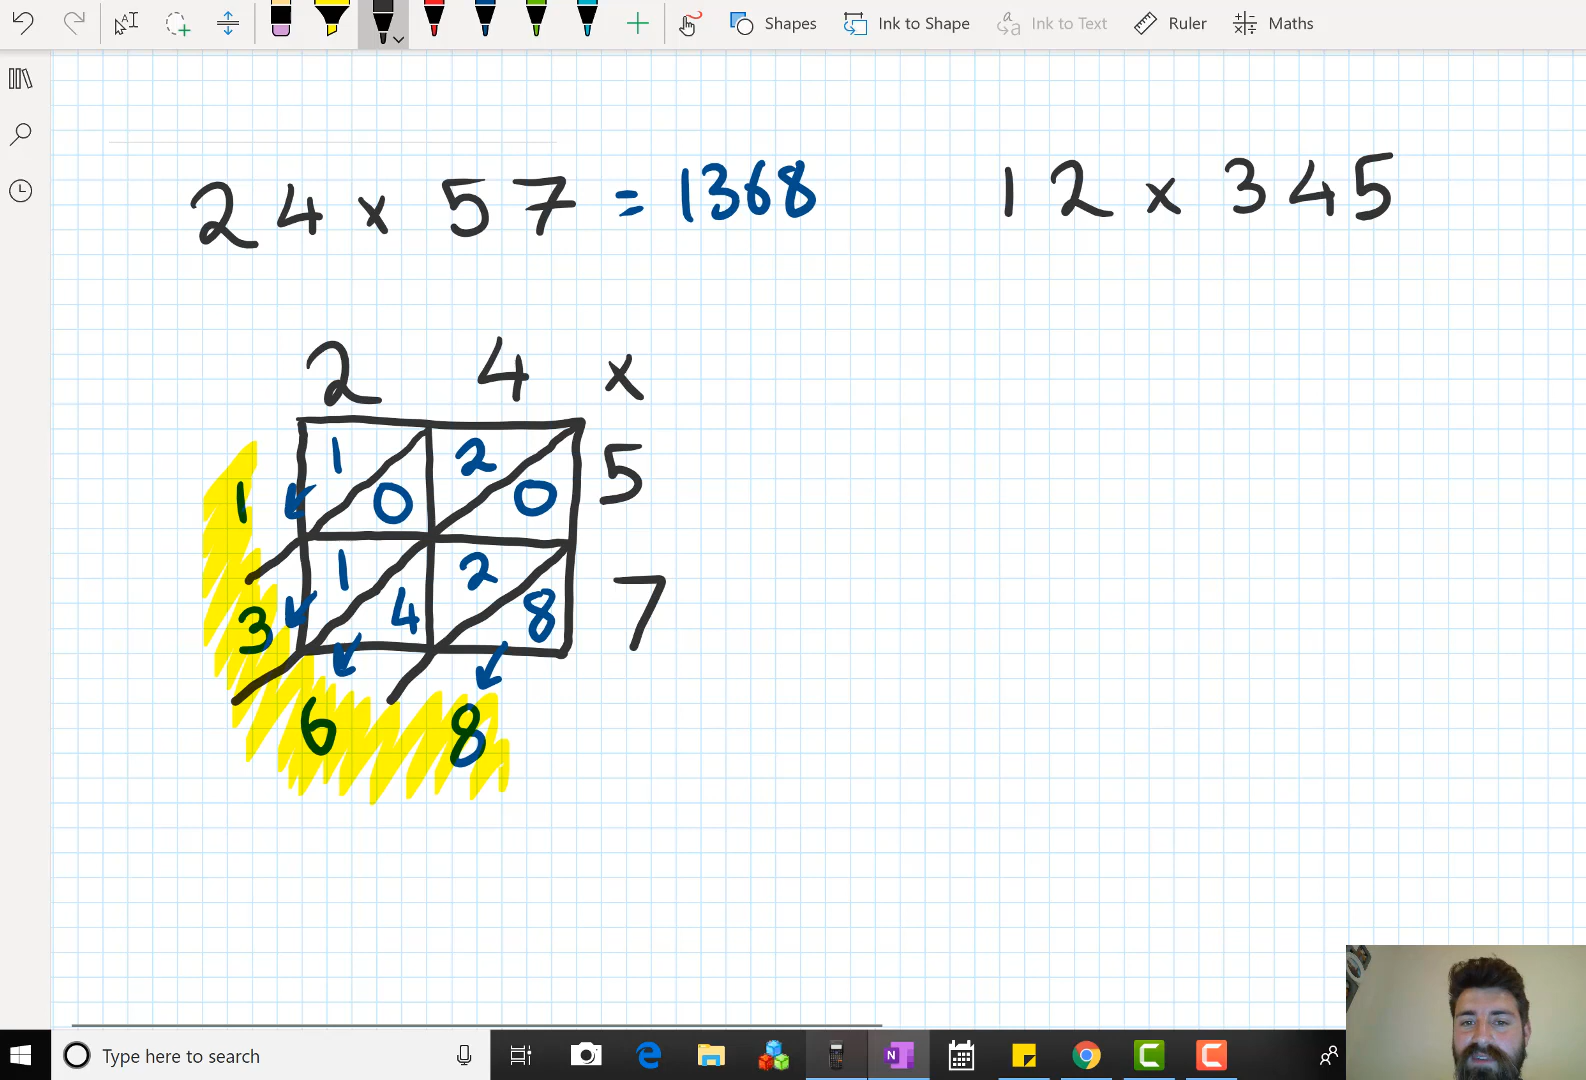 Shapes Ink to Shape Ink to Text Ruler Maths
24 x 57 = 1368
12 x 345
2 4 x
1 2
1 0 0 5
1 2
3 4 8 7
6 8
Type here to search